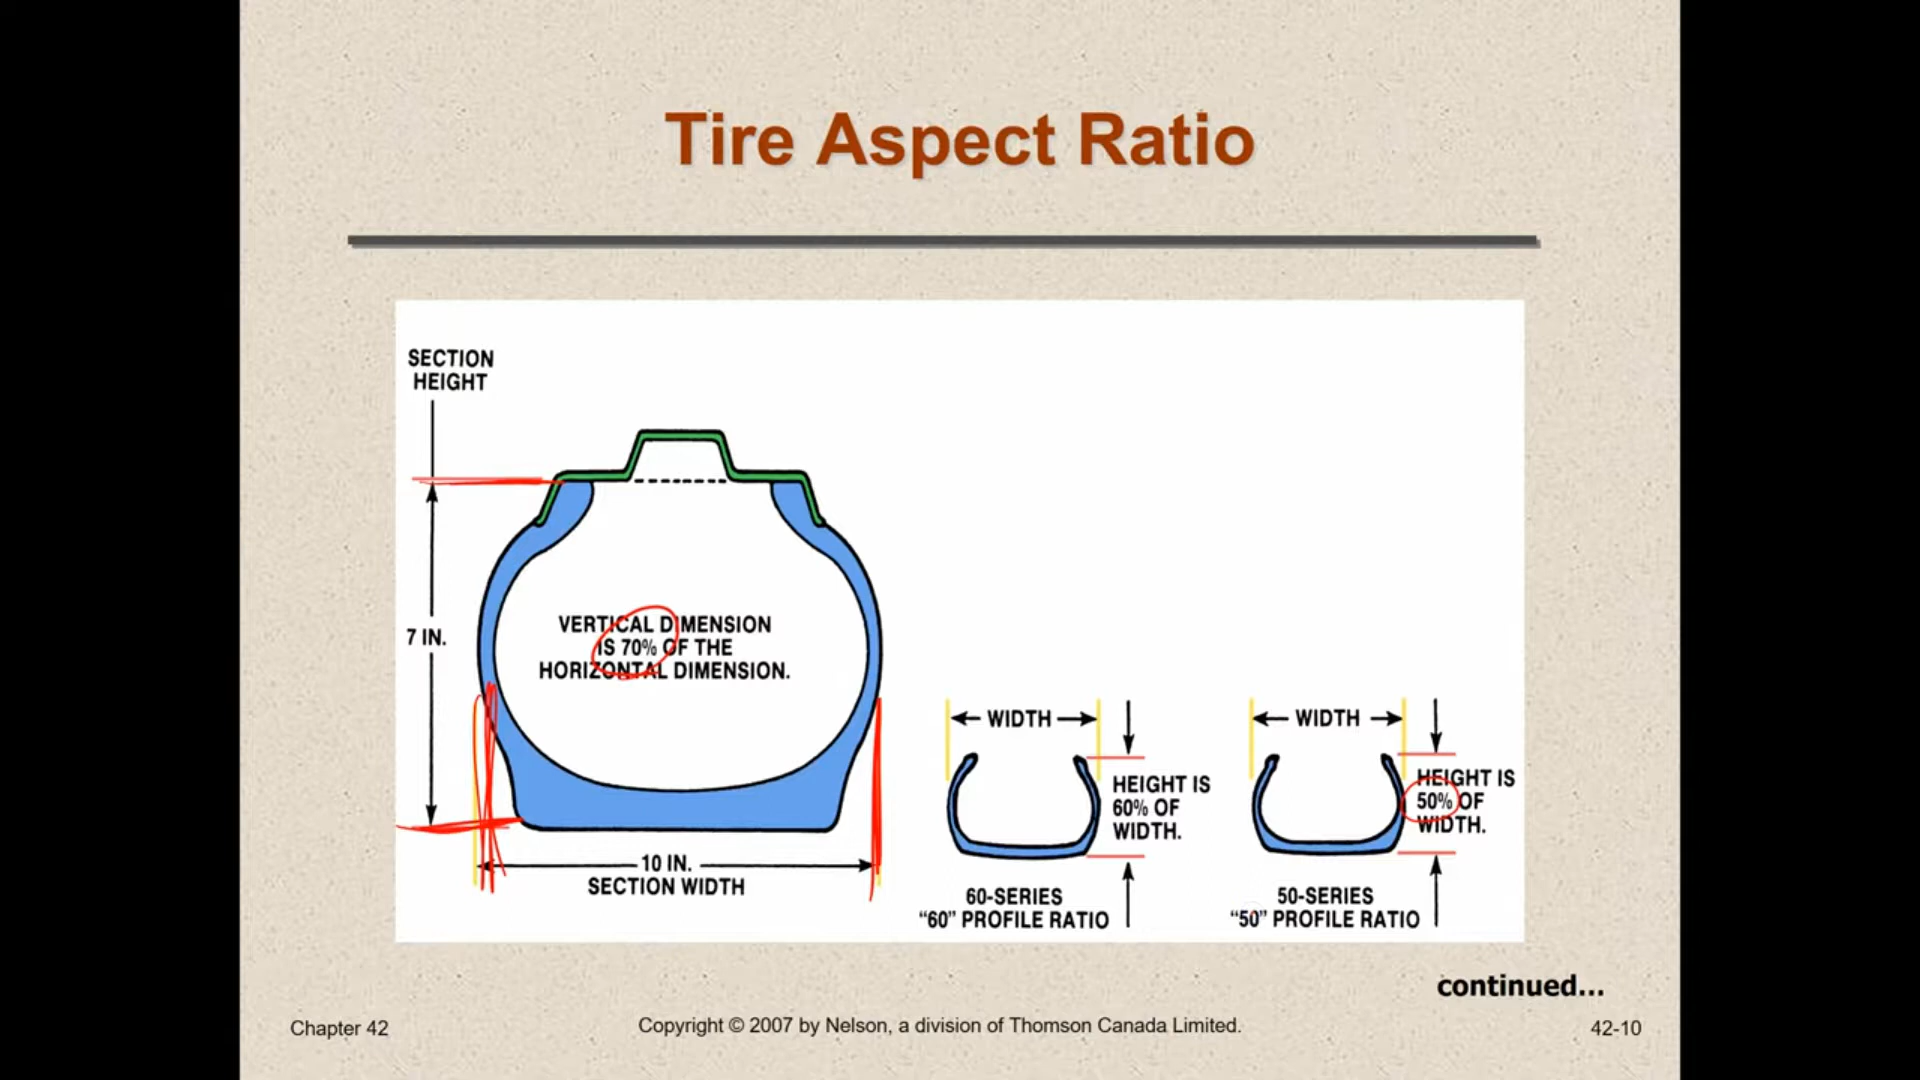 Tire Aspect Ratio
SECTION
HEIGHT
7 IN.
VERTICAL DIMENSION
IS 70% OF THE
HORIZONTAL DIMENSION.
10 IN.
SECTION WIDTH
WIDTH
HEIGHT IS
60% OF
WIDTH.
60-SERIES
“60” PROFILE RATIO
WIDTH
HEIGHT IS
50% OF
WIDTH.
50-SERIES
“50” PROFILE RATIO
continued...
Chapter 42
Copyright © 2007 by Nelson, a division of Thomson Canada Limited.
42-10